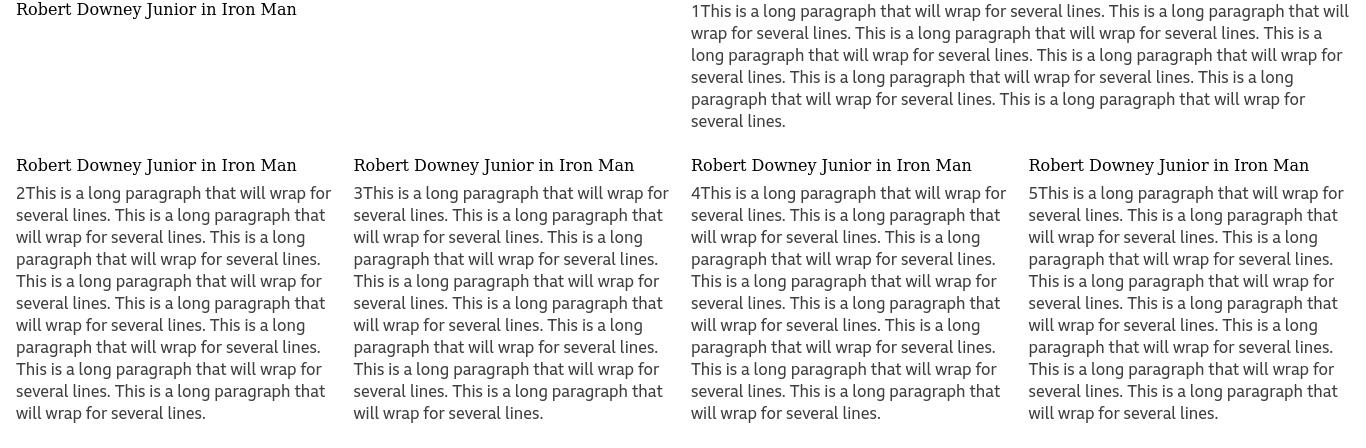 Robert Downey Junior in Iron Man
1This is a long paragraph that will wrap for several lines. This is a long paragraph that will
wrap for several lines. This is a long paragraph that will wrap for several lines. This is a
long paragraph that will wrap for several lines. This is a long paragraph that will wrap for
several lines. This is a long paragraph that will wrap for several lines. This is a long
paragraph that will wrap for several lines. This is a long paragraph that will wrap for
several lines.
Robert Downey Junior in Iron Man
2This is a long paragraph that will wrap for
several lines. This is a long paragraph that
will wrap for several lines. This is a long
paragraph that will wrap for several lines.
This is a long paragraph that will wrap for
several lines. This is a long paragraph that
will wrap for several lines. This is a long
paragraph that will wrap for several lines.
This is a long paragraph that will wrap for
several lines. This is a long paragraph that
will wrap for several lines.
Robert Downey Junior in Iron Man
3This is a long paragraph that will wrap for
several lines. This is a long paragraph that
will wrap for several lines. This is a long
paragraph that will wrap for several lines.
This is a long paragraph that will wrap for
several lines. This is a long paragraph that
will wrap for several lines. This is a long
paragraph that will wrap for several lines.
This is a long paragraph that will wrap for
several lines. This is a long paragraph that
will wrap for several lines.
Robert Downey Junior in Iron Man
4This is a long paragraph that will wrap for
several lines. This is a long paragraph that
will wrap for several lines. This is a long
paragraph that will wrap for several lines.
This is a long paragraph that will wrap for
several lines. This is a long paragraph that
will wrap for several lines. This is a long
paragraph that will wrap for several lines.
This is a long paragraph that will wrap for
several lines. This is a long paragraph that
will wrap for several lines.
Robert Downey Junior in Iron Man
5This is a long paragraph that will wrap for
several lines. This is a long paragraph that
will wrap for several lines. This is a long
paragraph that will wrap for several lines.
This is a long paragraph that will wrap for
several lines. This is a long paragraph that
will wrap for several lines. This is a long
paragraph that will wrap for several lines.
This is a long paragraph that will wrap for
several lines. This is a long paragraph that
will wrap for several lines.